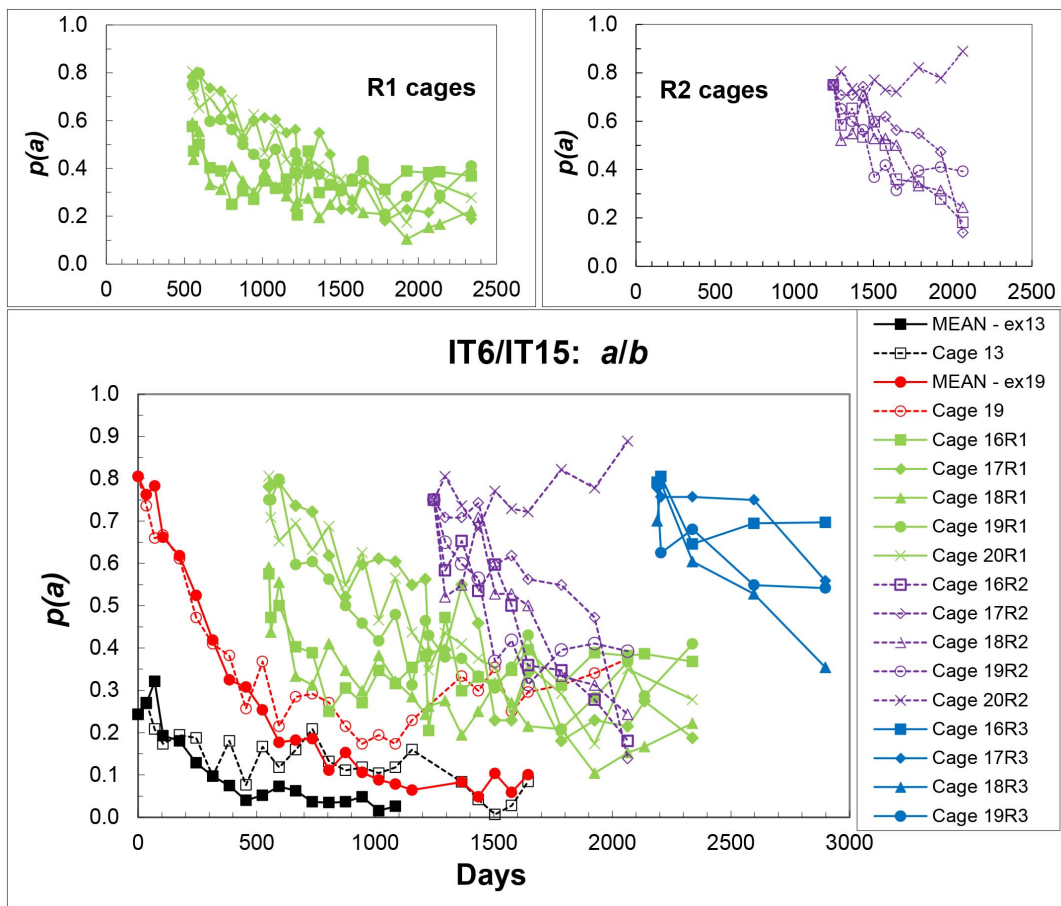 1.0
0.8
0.6
0.4
0.2
0.0
p(a)
R1 cages
0 500 1000 1500 2000 2500
1.0
0.8
0.6
0.4
0.2
0.0
p(a)
R2 cages
0 500 1000 1500 2000 2500
IT6/IT15: a/b
1.0
0.9
0.8
0.7
0.6
0.5
0.4
0.3
0.2
0.1
0.0
p(a)
0 500 1000 1500 2000 2500 3000
Days
MEAN - ex13
Cage 13
MEAN - ex19
Cage 19
Cage 16R1
Cage 17R1
Cage 18R1
Cage 19R1
Cage 20R1
Cage 16R2
Cage 17R2
Cage 18R2
Cage 19R2
Cage 20R2
Cage 16R3
Cage 17R3
Cage 18R3
Cage 19R3